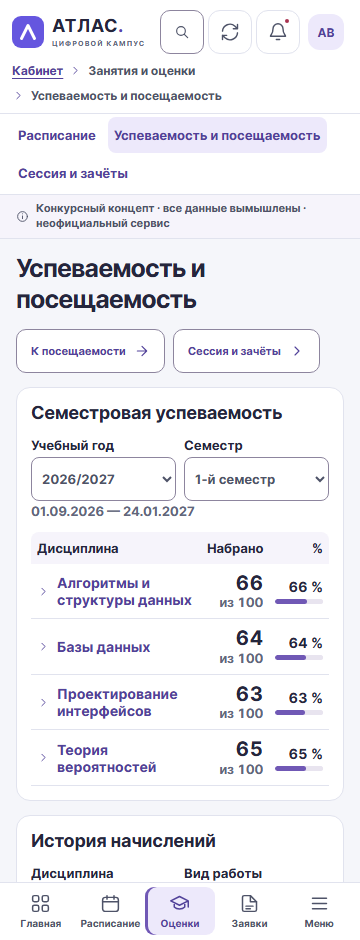 АТЛАС.
ЦИФРОВОЙ КАМПУС
АВ
Кабинет
Занятия и оценки
Успеваемость и посещаемость
Расписание
Успеваемость и посещаемость
Сессия и зачёты
Конкурсный концепт · все данные вымышлены ·
неофициальный сервис
Успеваемость и
посещаемость
К посещаемости
Сессия и зачёты
Семестровая успеваемость
Учебный год
Семестр
2026/2027
1-й семестр
01.09.2026 — 24.01.2027
Дисциплина
Набрано
%
Алгоритмы и
структуры данных
66
из 100
66 %
Базы данных
64
из 100
64 %
Проектирование
интерфейсов
63
из 100
63 %
Теория
вероятностей
65
из 100
65 %
История начислений
Дисциплина
Вид работы
Главная
Расписание
Оценки
Заявки
Меню